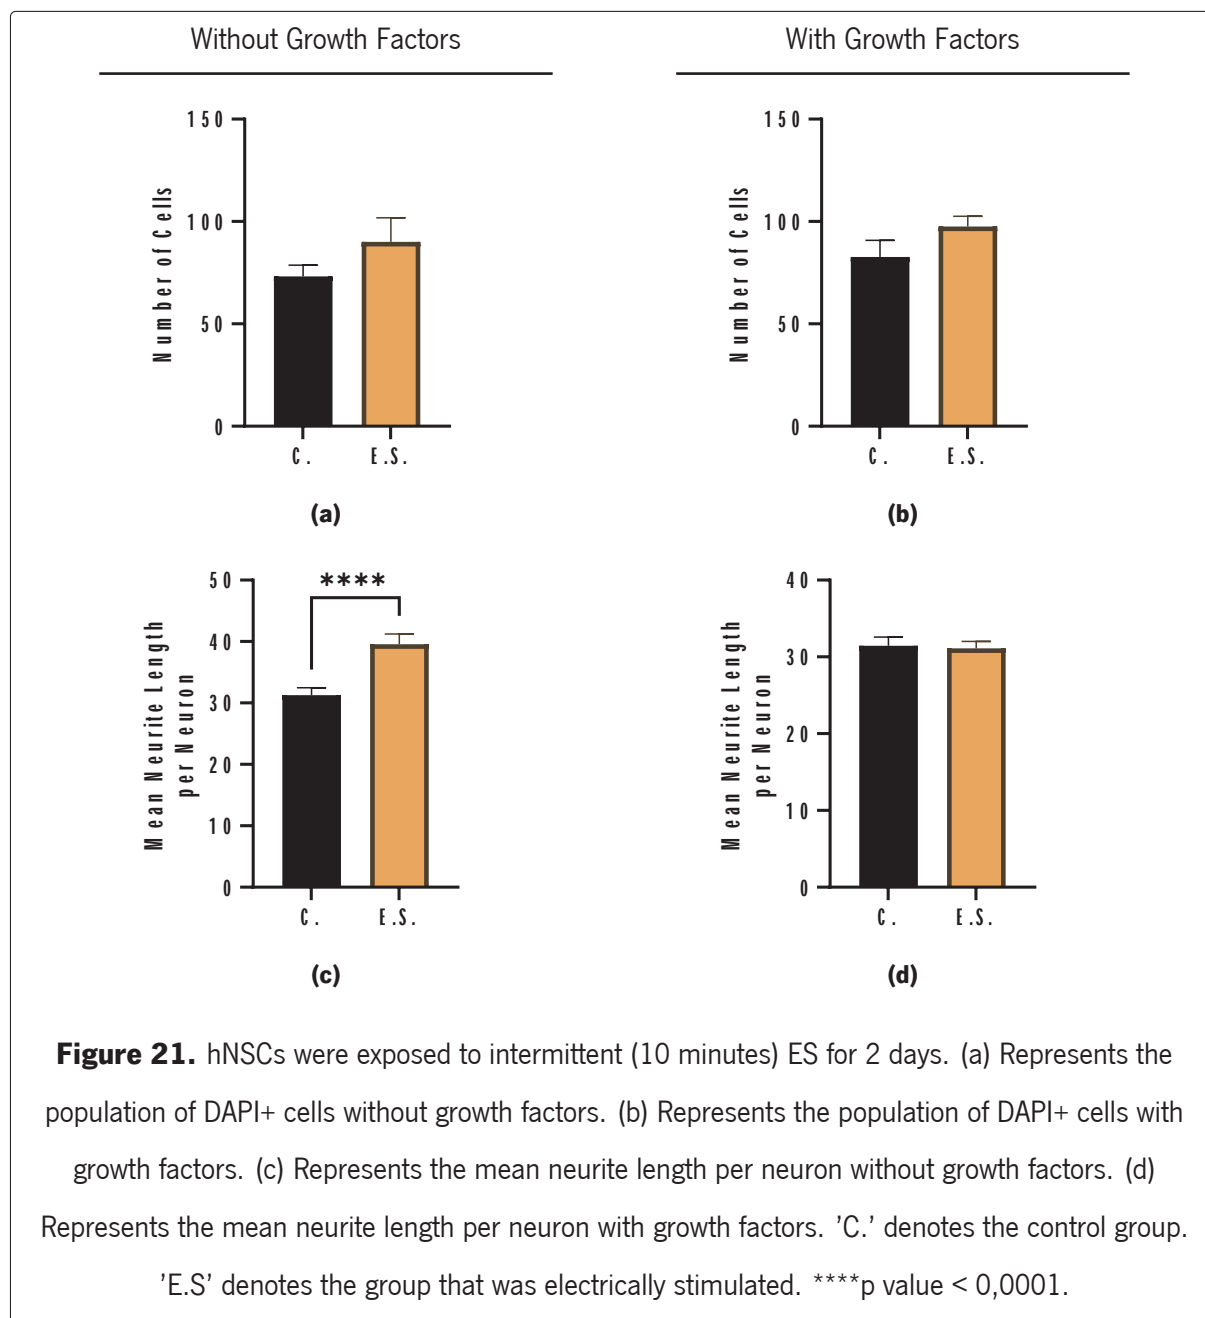 Without Growth Factors
With Growth Factors
150
100
50
0
Number of Cells
C.
E.S.
(a)
150
100
50
0
Number of Cells
C.
E.S.
(b)
50
40
30
20
10
0
Mean Neurite Length
per Neuron
****
C.
E.S.
(c)
40
30
20
10
0
Mean Neurite Length
per Neuron
C.
E.S.
(d)
Figure 21. hNSCs were exposed to intermittent (10 minutes) ES for 2 days. (a) Represents the
population of DAPI+ cells without growth factors. (b) Represents the population of DAPI+ cells with
growth factors. (c) Represents the mean neurite length per neuron without growth factors. (d)
Represents the mean neurite length per neuron with growth factors. 'C.' denotes the control group.
'E.S' denotes the group that was electrically stimulated. ****p value < 0,0001.